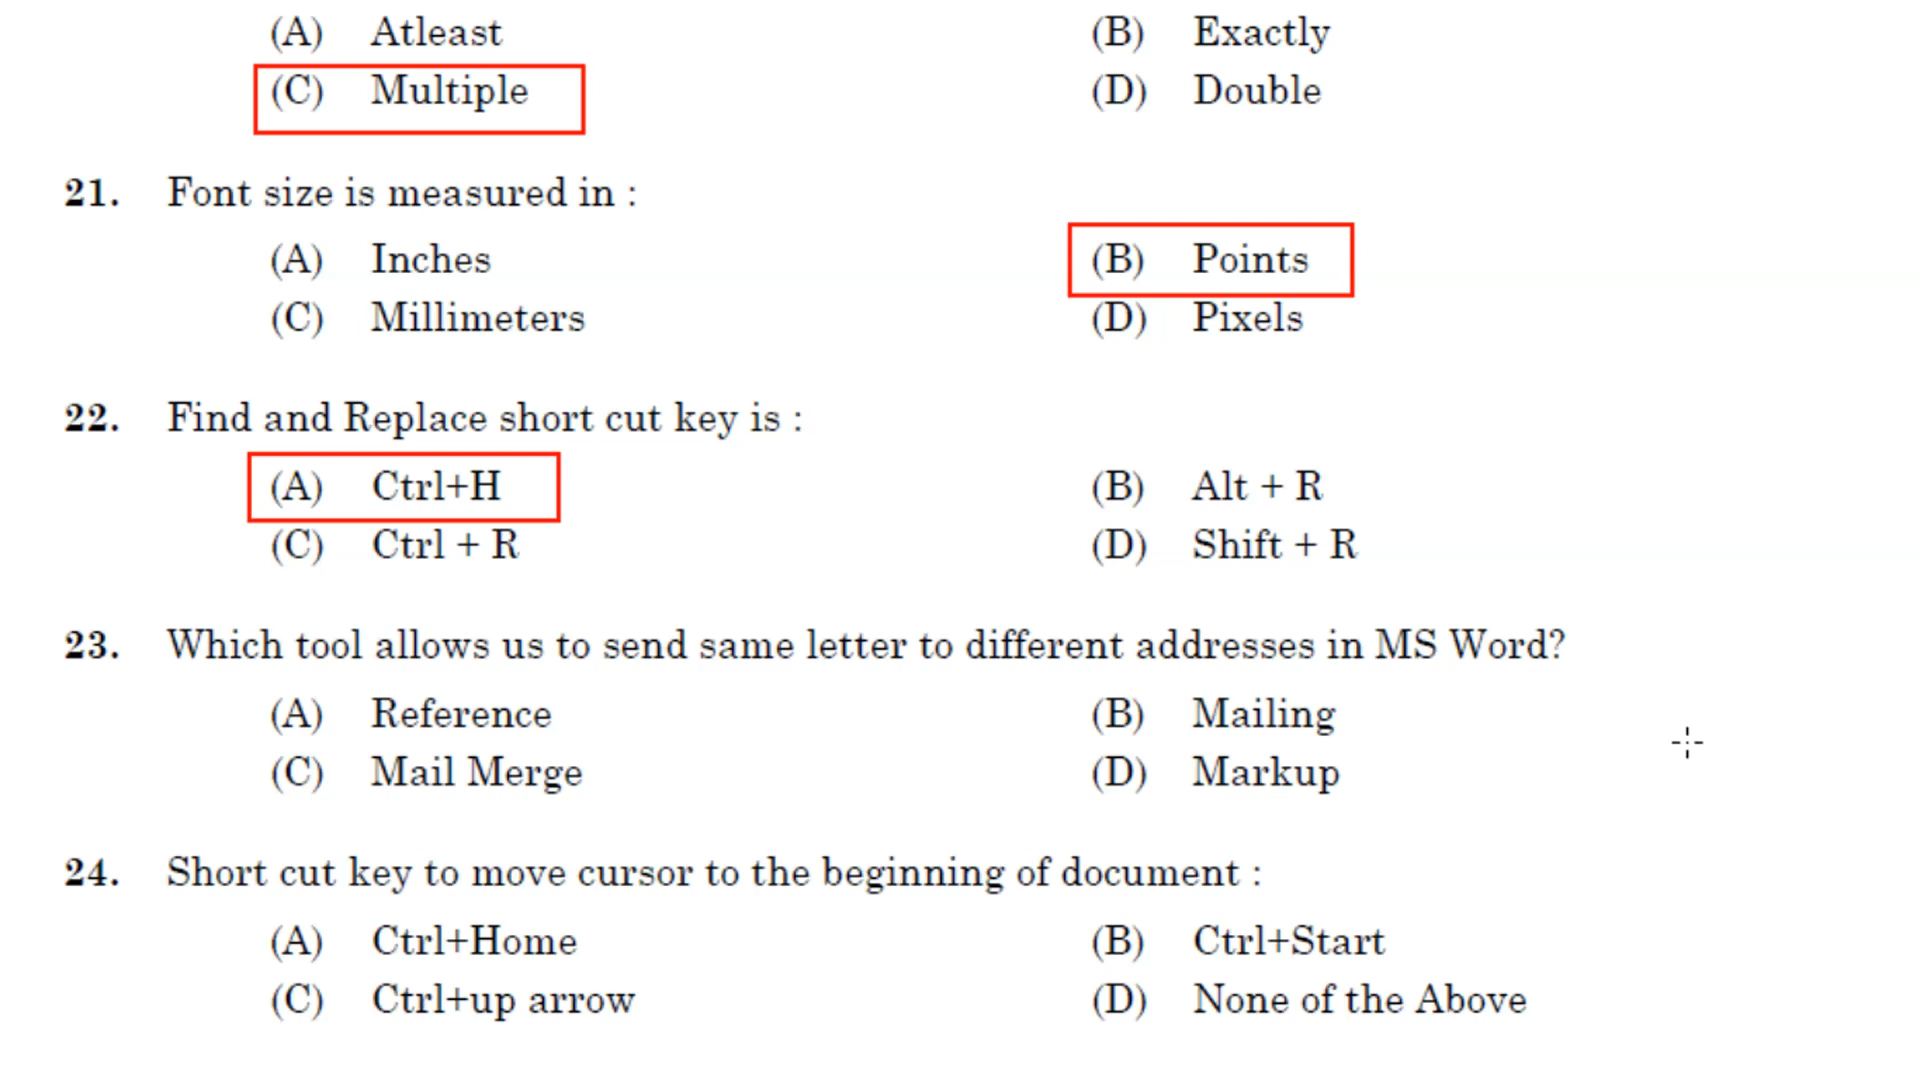 (A) Atleast (B) Exactly
(C) Multiple (D) Double
21. Font size is measured in :
(A) Inches (B) Points
(C) Millimeters (D) Pixels
22. Find and Replace short cut key is :
(A) Ctrl+H (B) Alt + R
(C) Ctrl + R (D) Shift + R
23. Which tool allows us to send same letter to different addresses in MS Word?
(A) Reference (B) Mailing
(C) Mail Merge (D) Markup
24. Short cut key to move cursor to the beginning of document :
(A) Ctrl+Home (B) Ctrl+Start
(C) Ctrl+up arrow (D) None of the Above